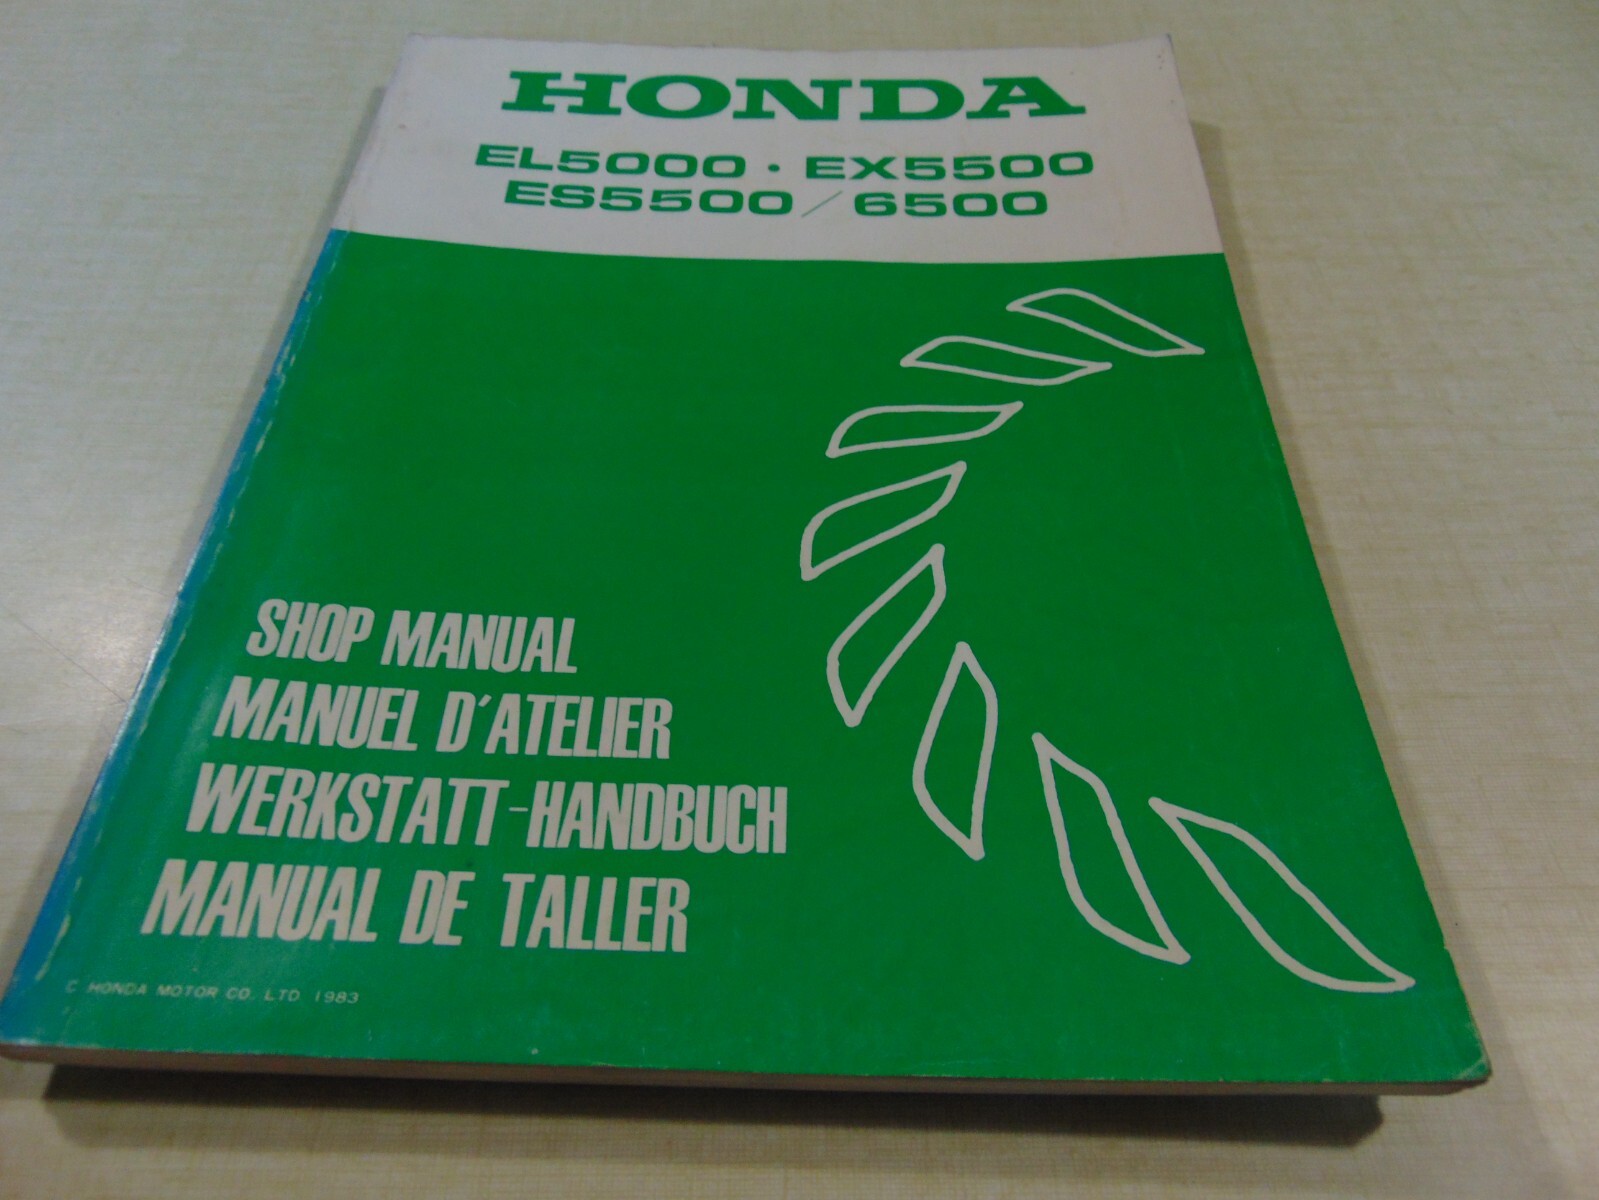 HONDA
EL5000 · EX5500
ES5500/6500
SHOP MANUAL
MANUEL D'ATELIER
WERKSTATT-HANDBUCH
MANUAL DE TALLER
C HONDA MOTOR CO. LTD 1983